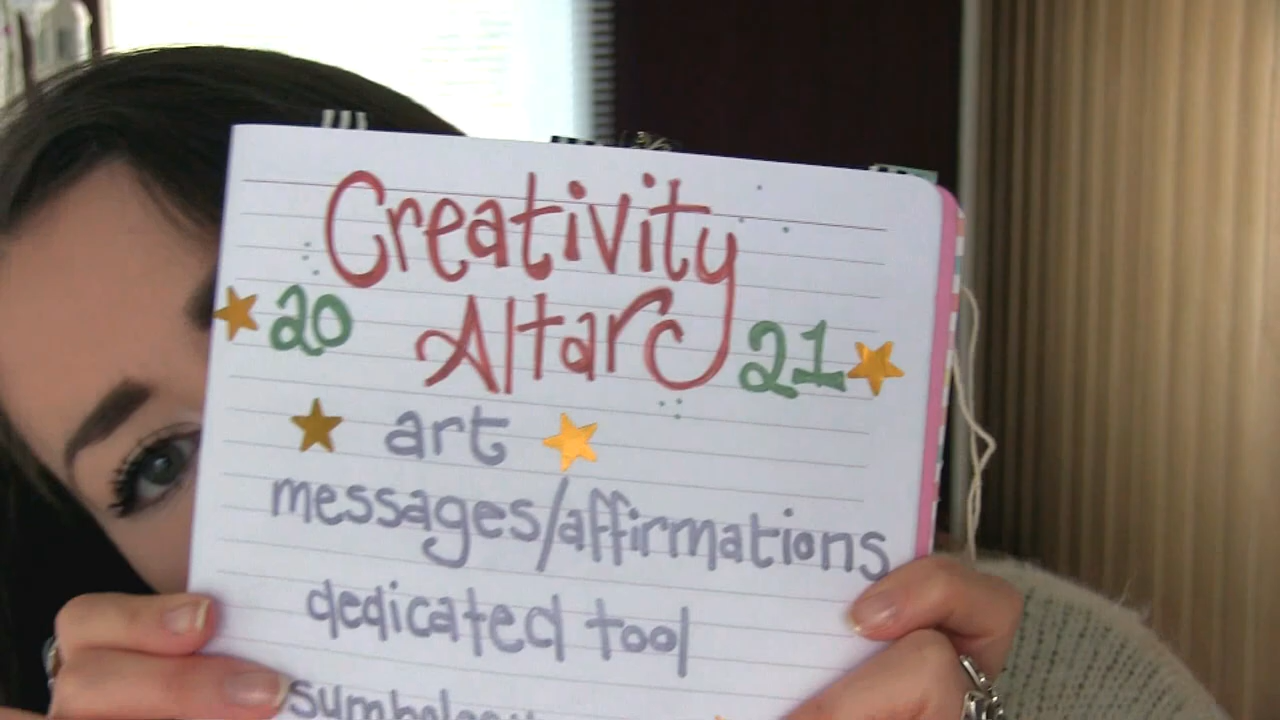 Creativity
20 Altar 21
art
messages/affirmations
dedicated tool